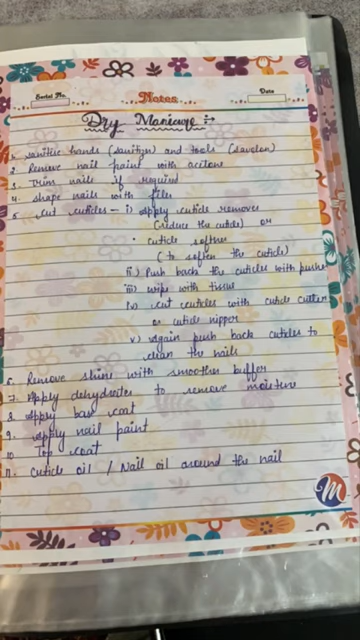 Serial No.
Notes
Date
Dry Manicure :→
1. Sanitize hands (sanitizer) and tools (savelon)
2. Remove nail paint with acetone
3. Trim nails if required
4. Shape nails with filer
5. Cut cuticles - i) Apply cuticle remover
(reduce the cuticle) or
• cuticle softner
(to soften the cuticle)
ii) Push back the cuticles with pusher
iii) wipe with tissue
iv) cut cuticles with cuticle cutter
or cuticle nipper
v) Again push back cuticles to
clean the nails
6. Remove shine with smoother buffer
7. Apply dehydrater to remove moisture
8. Apply base coat
9. Apply nail paint
10. Top coat
11. Cuticle oil / Nail oil around the nail
M